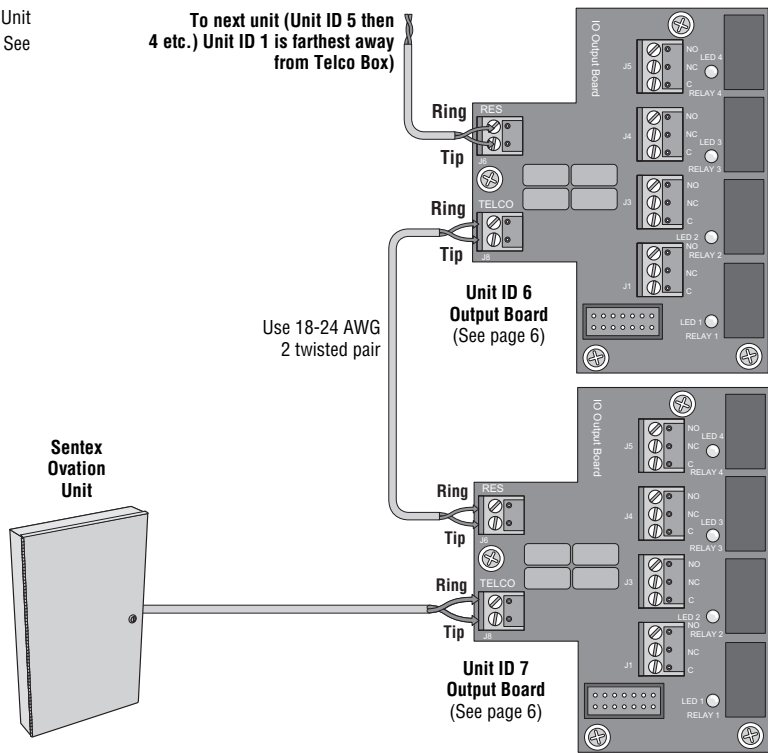 Unit
See
To next unit (Unit ID 5 then
4 etc.) Unit ID 1 is farthest away
from Telco Box)
Ring
RES
Tip
J6
Ring
TELCO
Tip
J8
IO Output Board
J5
NO
NC
C
LED 4
RELAY 4
J4
NO
NC
C
LED 3
RELAY 3
J3
NO
NC
C
LED 2
RELAY 2
J1
NO
NC
C
LED 1
RELAY 1
Unit ID 6
Output Board
(See page 6)
Use 18-24 AWG
2 twisted pair
Sentex
Ovation
Unit
Ring
RES
Tip
J6
Ring
TELCO
Tip
J8
IO Output Board
J5
NO
NC
C
LED 4
RELAY 4
J4
NO
NC
C
LED 3
RELAY 3
J3
NO
NC
C
LED 2
RELAY 2
J1
NO
NC
C
LED 1
RELAY 1
Unit ID 7
Output Board
(See page 6)